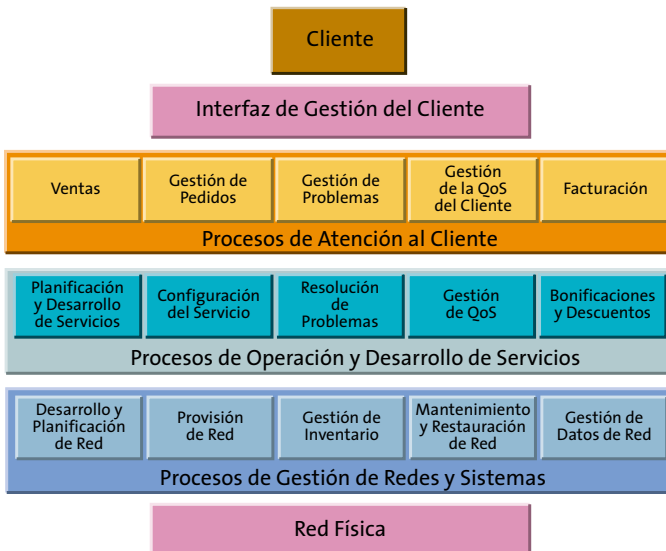 Cliente
Interfaz de Gestión del Cliente
Ventas
Gestión de
Pedidos
Gestión de
Problemas
Gestión
de la QoS
del Cliente
Facturación
Procesos de Atención al Cliente
Planificación
y Desarrollo
de Servicios
Configuración
del Servicio
Resolución
de
Problemas
Gestión
de QoS
Bonificaciones
y Descuentos
Procesos de Operación y Desarrollo de Servicios
Desarrollo y
Planificación
de Red
Provisión
de Red
Gestión de
Inventario
Mantenimiento
y Restauración
de Red
Gestión de
Datos de Red
Procesos de Gestión de Redes y Sistemas
Red Física